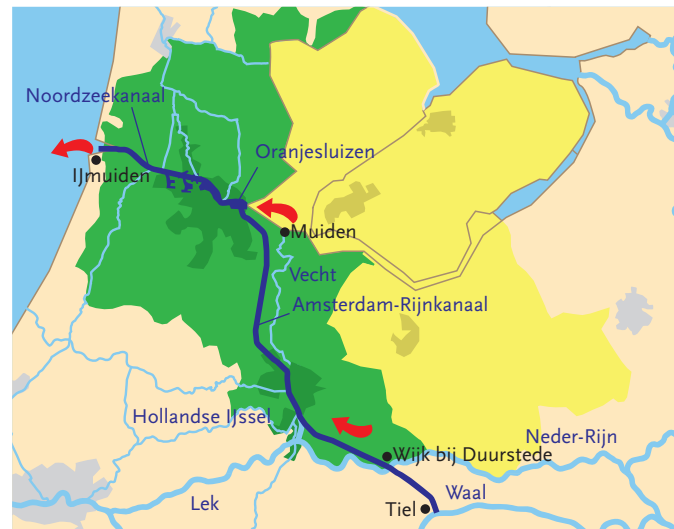 Noordzeekanaal
Oranjesluizen
IJmuiden
Muiden
Vecht
Amsterdam-Rijnkanaal
Hollandse IJssel
Neder-Rijn
Wijk bij Duurstede
Waal
Lek
Tiel